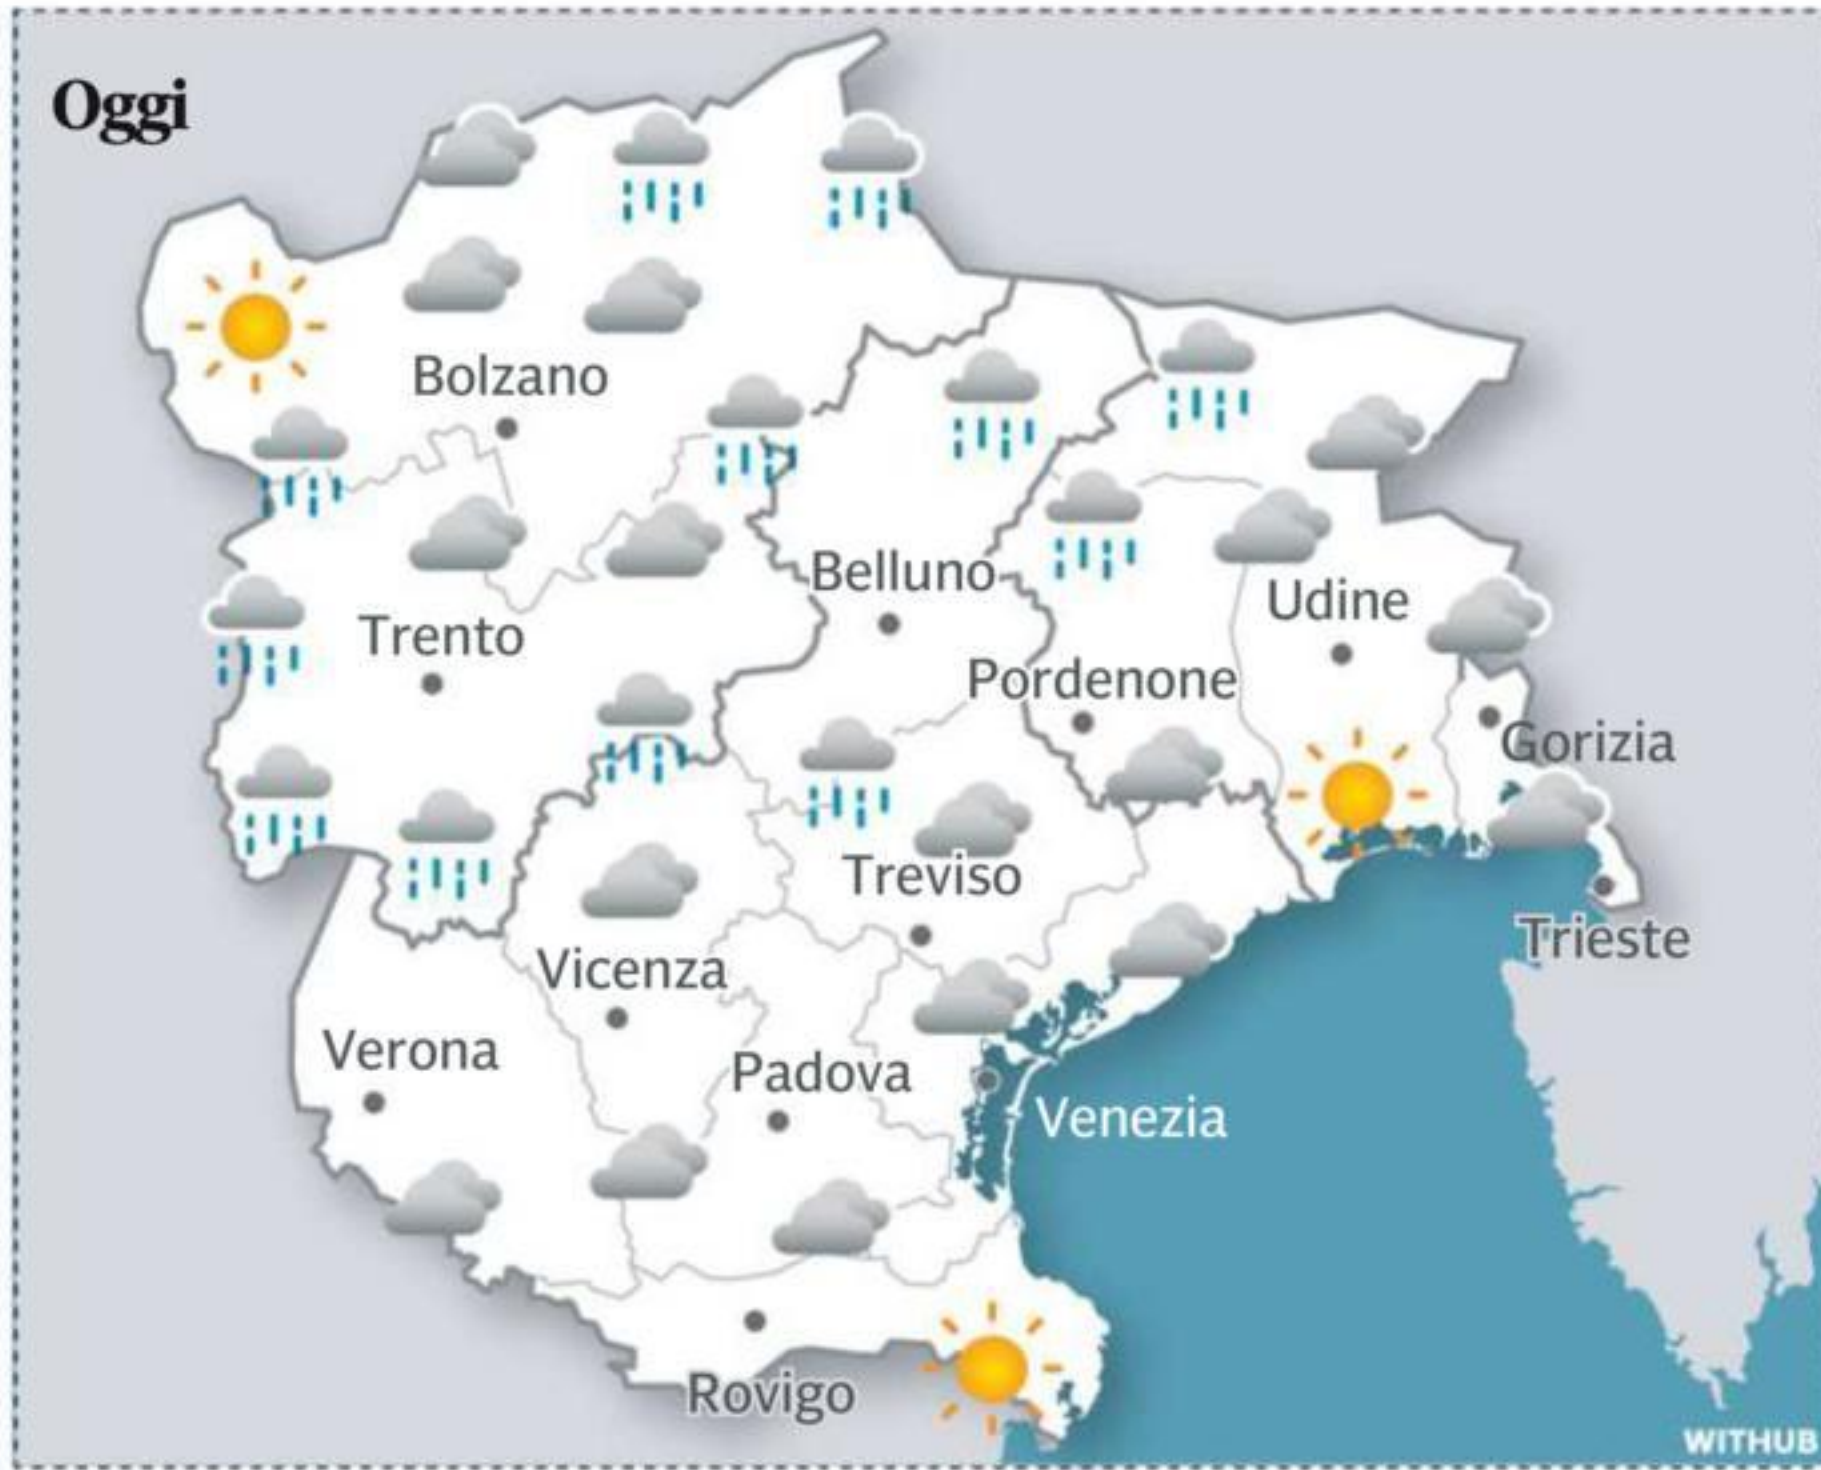 Oggi
Bolzano
Belluno
Udine
Trento
Pordenone
Gorizia
Treviso
Trieste
Vicenza
Verona
Padova
Venezia
Rovigo
WITHUB